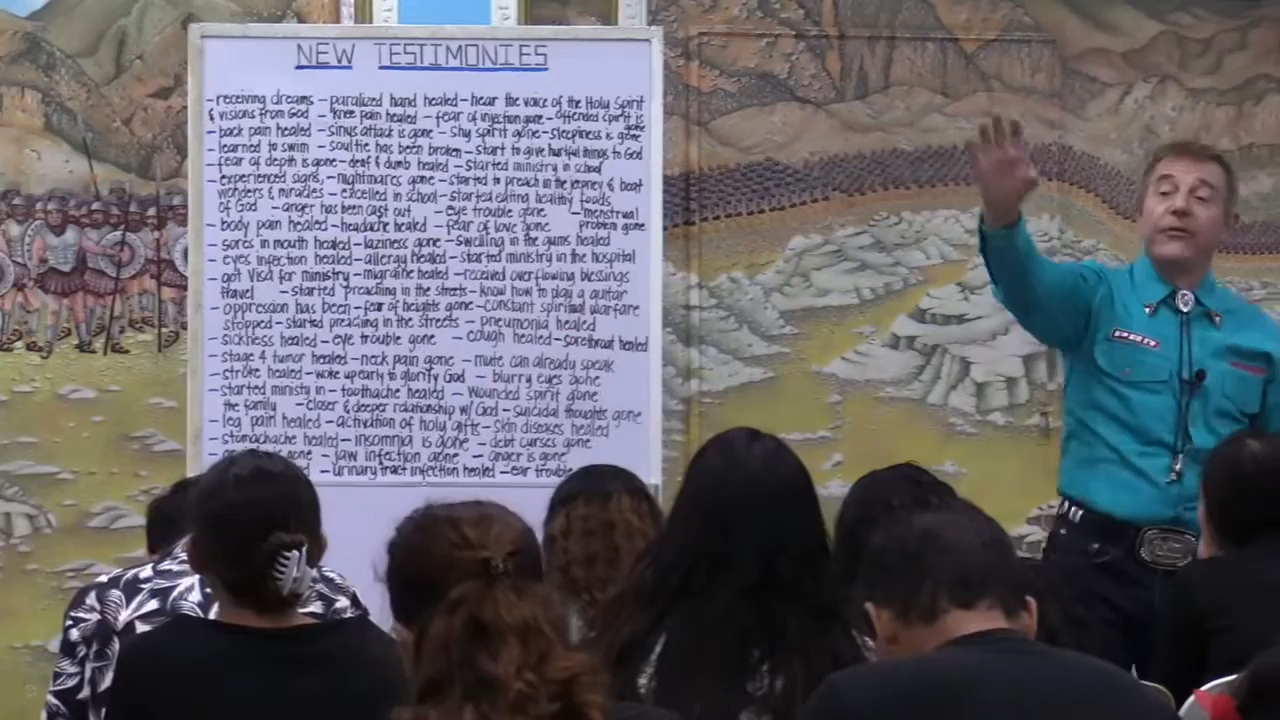 NEW TESTIMONIES
- receiving dreams - paralized hand healed - hear the voice of the Holy Spirit
& visions from God - knee pain healed - fear of injection gone - offended spirit is gone
- back pain healed - sinus attack is gone - shy spirit gone - sleepiness is gone
- learned to swim - soul tie has been broken - start to give hurtful things to God
- fear of depth is gone - deaf & dumb healed - started ministry in school
- experienced signs, - nightmares gone - started to preach in the jeepney & boat
wonders & miracles - excelled in school - started eating healthy foods
of God - anger has been cast out - eye trouble gone - menstrual problem gone
- body pain healed - headache healed - fear of love gone
- sores in mouth healed - laziness gone - swelling in the gums healed
- eyes infection healed - allergy healed - started ministry in the hospital
- got Visa for ministry - migraine healed - received overflowing blessings
travel - started preaching in the streets - know how to play a guitar
- oppression has been - fear of heights gone - constant spiritual warfare
stopped - started preaching in the streets - pneumonia healed
- sickness healed - eye trouble gone - cough healed - sorethroat healed
- stage 4 tumor healed - neck pain gone - mute can already speak
- stroke healed - woke up early to glorify God - blurry eyes gone
- started ministry in - toothache healed - Wounded spirit gone
the family - closer & deeper relationship w/ God - suicidal thoughts gone
- leg pain healed - activation of holy gifts - skin diseases healed
- stomachache healed - insomnia is gone - debt curses gone
is gone - jaw infection gone - anger is gone
- urinary tract infection healed - ear trouble